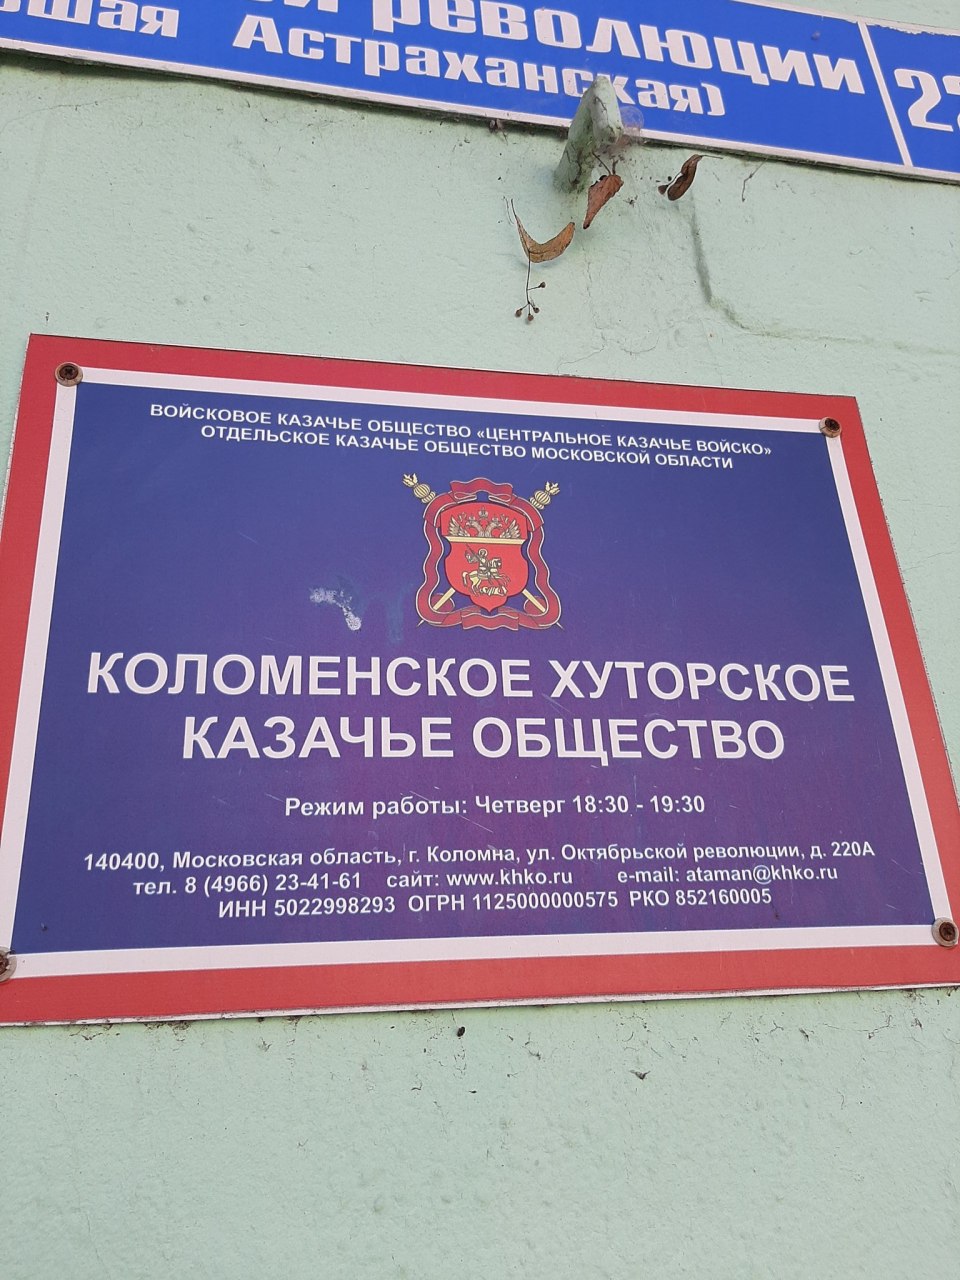 революции
Астраханская)
ВОЙСКОВОЕ КАЗАЧЬЕ ОБЩЕСТВО «ЦЕНТРАЛЬНОЕ КАЗАЧЬЕ ВОЙСКО»
ОТДЕЛЬСКОЕ КАЗАЧЬЕ ОБЩЕСТВО МОСКОВСКОЙ ОБЛАСТИ
КОЛОМЕНСКОЕ ХУТОРСКОЕ
КАЗАЧЬЕ ОБЩЕСТВО
Режим работы: Четверг 18:30 - 19:30
140400, Московская область, г. Коломна, ул. Октябрьской революции, д. 220А
тел. 8 (4966) 23-41-61 сайт: www.khko.ru e-mail: ataman@khko.ru
ИНН 5022998293 ОГРН 1125000000575 РКО 852160005